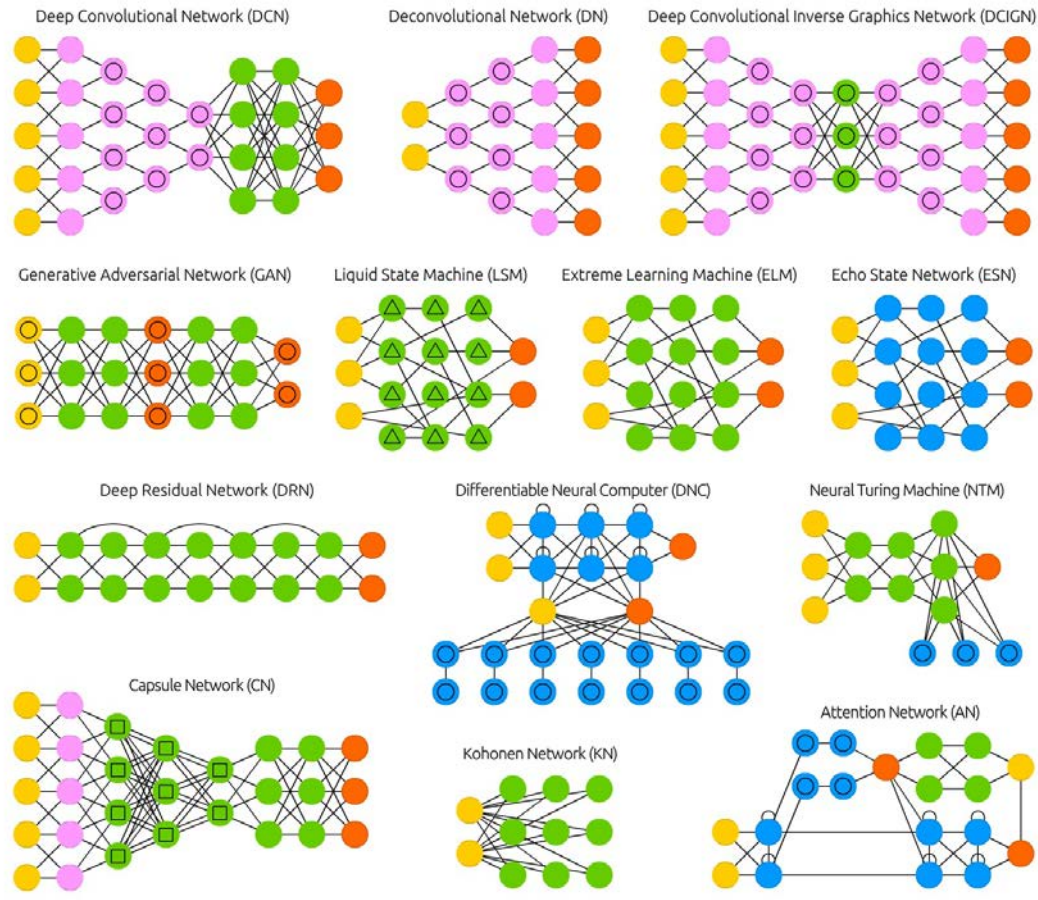 Deep Convolutional Network (DCN)
Deconvolutional Network (DN)
Deep Convolutional Inverse Graphics Network (DCIGN)
Generative Adversarial Network (GAN)
Liquid State Machine (LSM)
Extreme Learning Machine (ELM)
Echo State Network (ESN)
Deep Residual Network (DRN)
Differentiable Neural Computer (DNC)
Neural Turing Machine (NTM)
Capsule Network (CN)
Kohonen Network (KN)
Attention Network (AN)